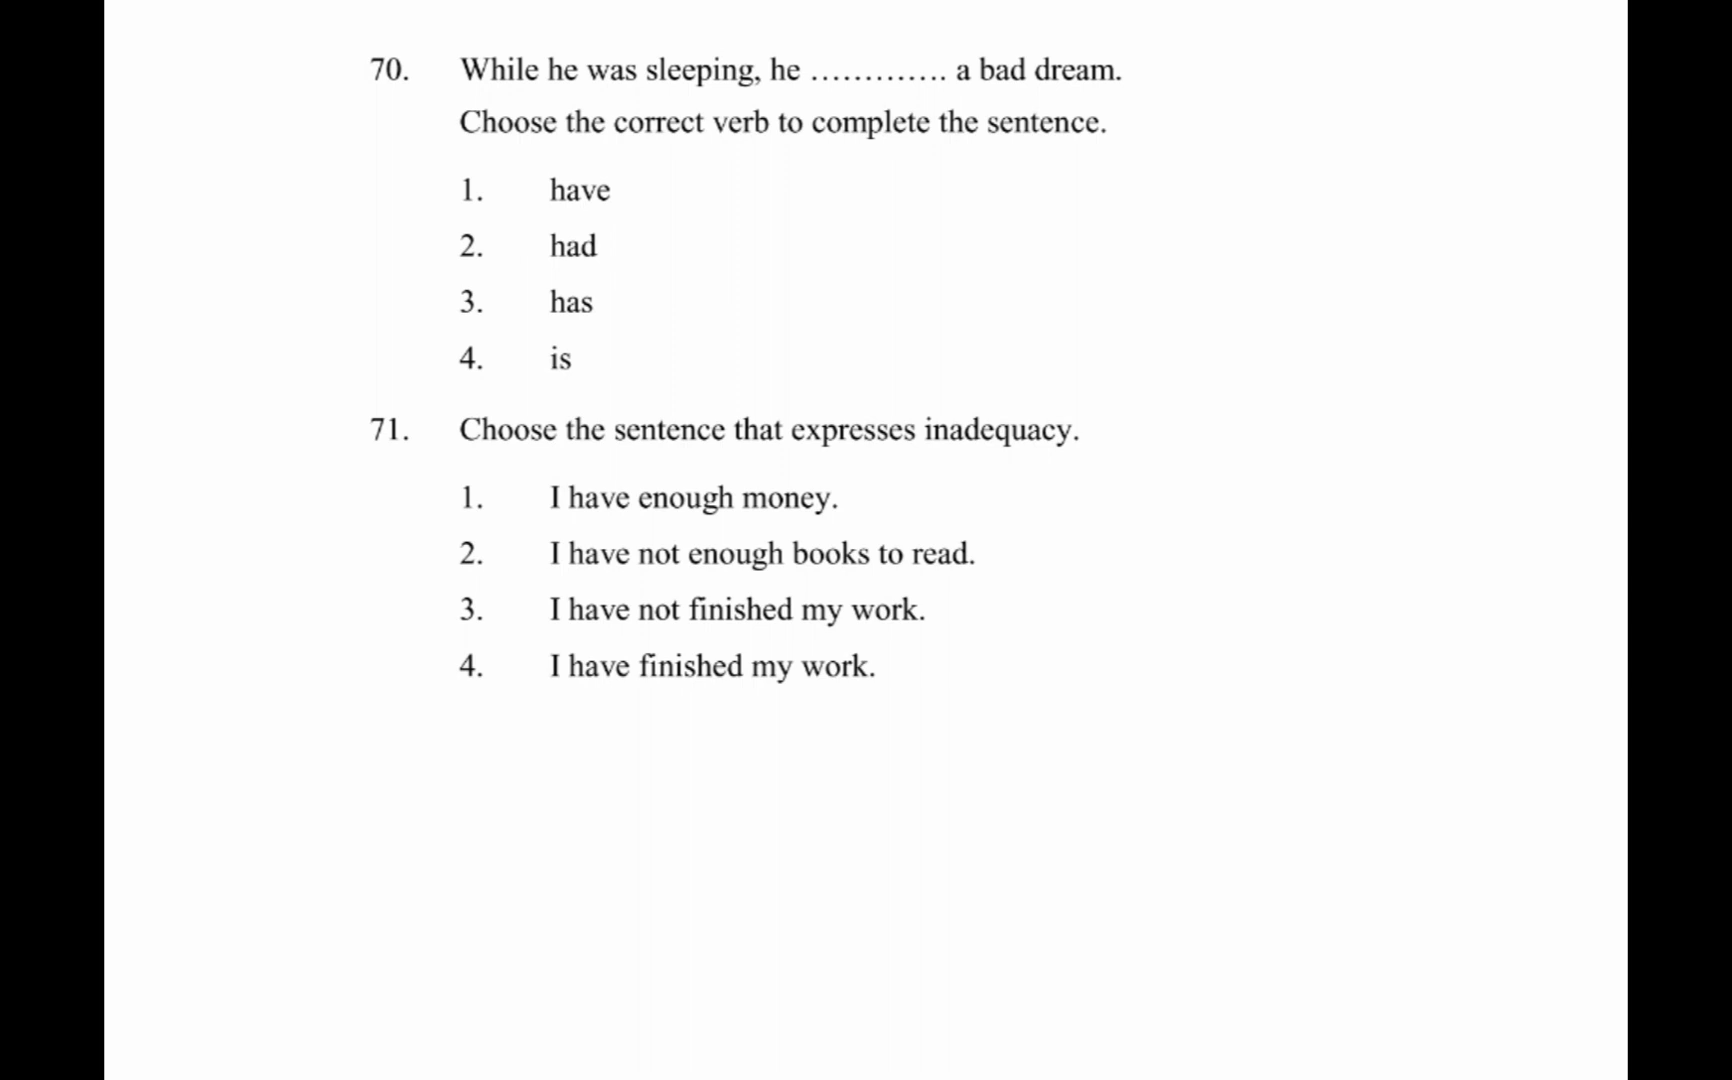 70. While he was sleeping, he ............. a bad dream.
Choose the correct verb to complete the sentence.
1. have
2. had
3. has
4. is
71. Choose the sentence that expresses inadequacy.
1. I have enough money.
2. I have not enough books to read.
3. I have not finished my work.
4. I have finished my work.